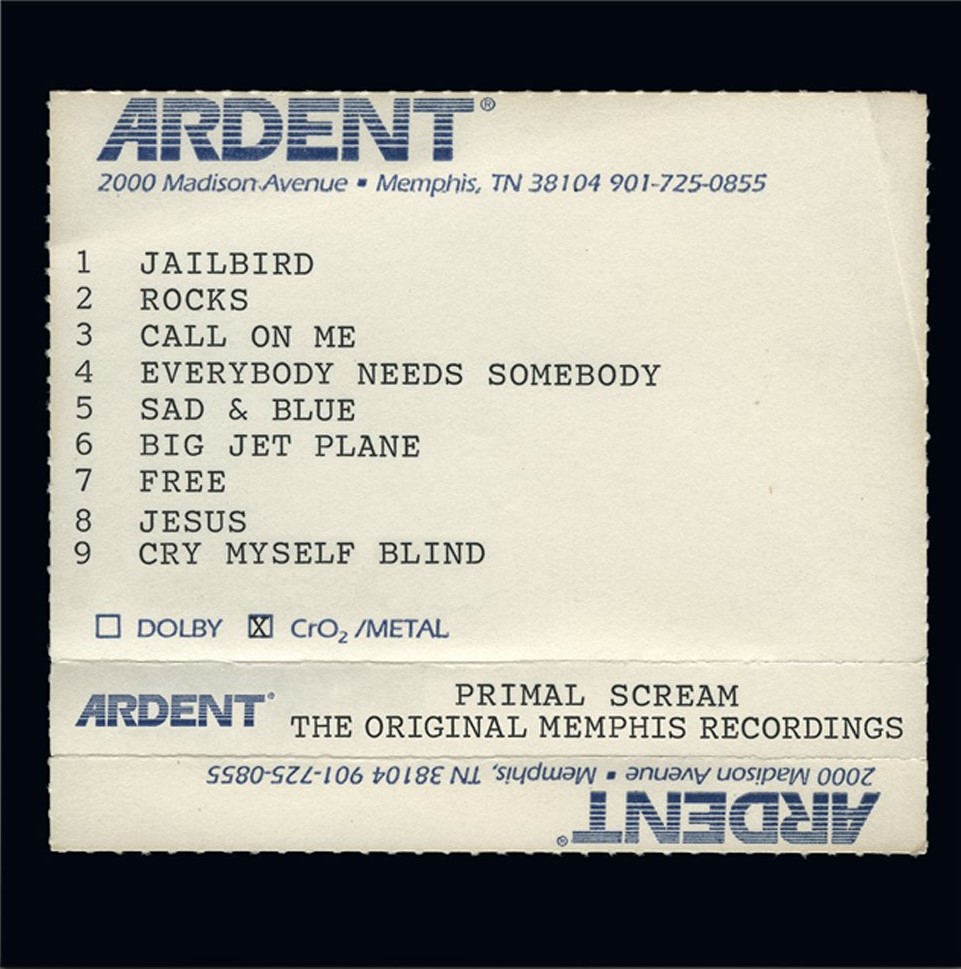 ARDENT®
2000 Madison Avenue ▪ Memphis, TN 38104 901-725-0855
1 JAILBIRD
2 ROCKS
3 CALL ON ME
4 EVERYBODY NEEDS SOMEBODY
5 SAD & BLUE
6 BIG JET PLANE
7 FREE
8 JESUS
9 CRY MYSELF BLIND
☐ DOLBY ☒ CrO₂ /METAL
ARDENT®
PRIMAL SCREAM
THE ORIGINAL MEMPHIS RECORDINGS
2000 Madison Avenue ▪ Memphis, TN 38104 901-725-0855
ARDENT®